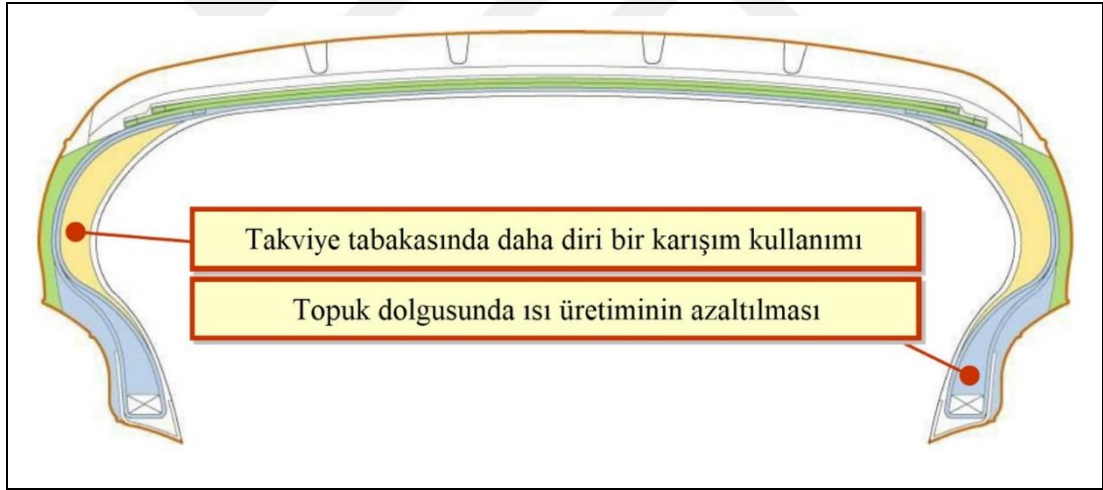 Takviye tabakasında daha diri bir karışım kullanımı
Topuk dolgusunda ısı üretiminin azaltılması